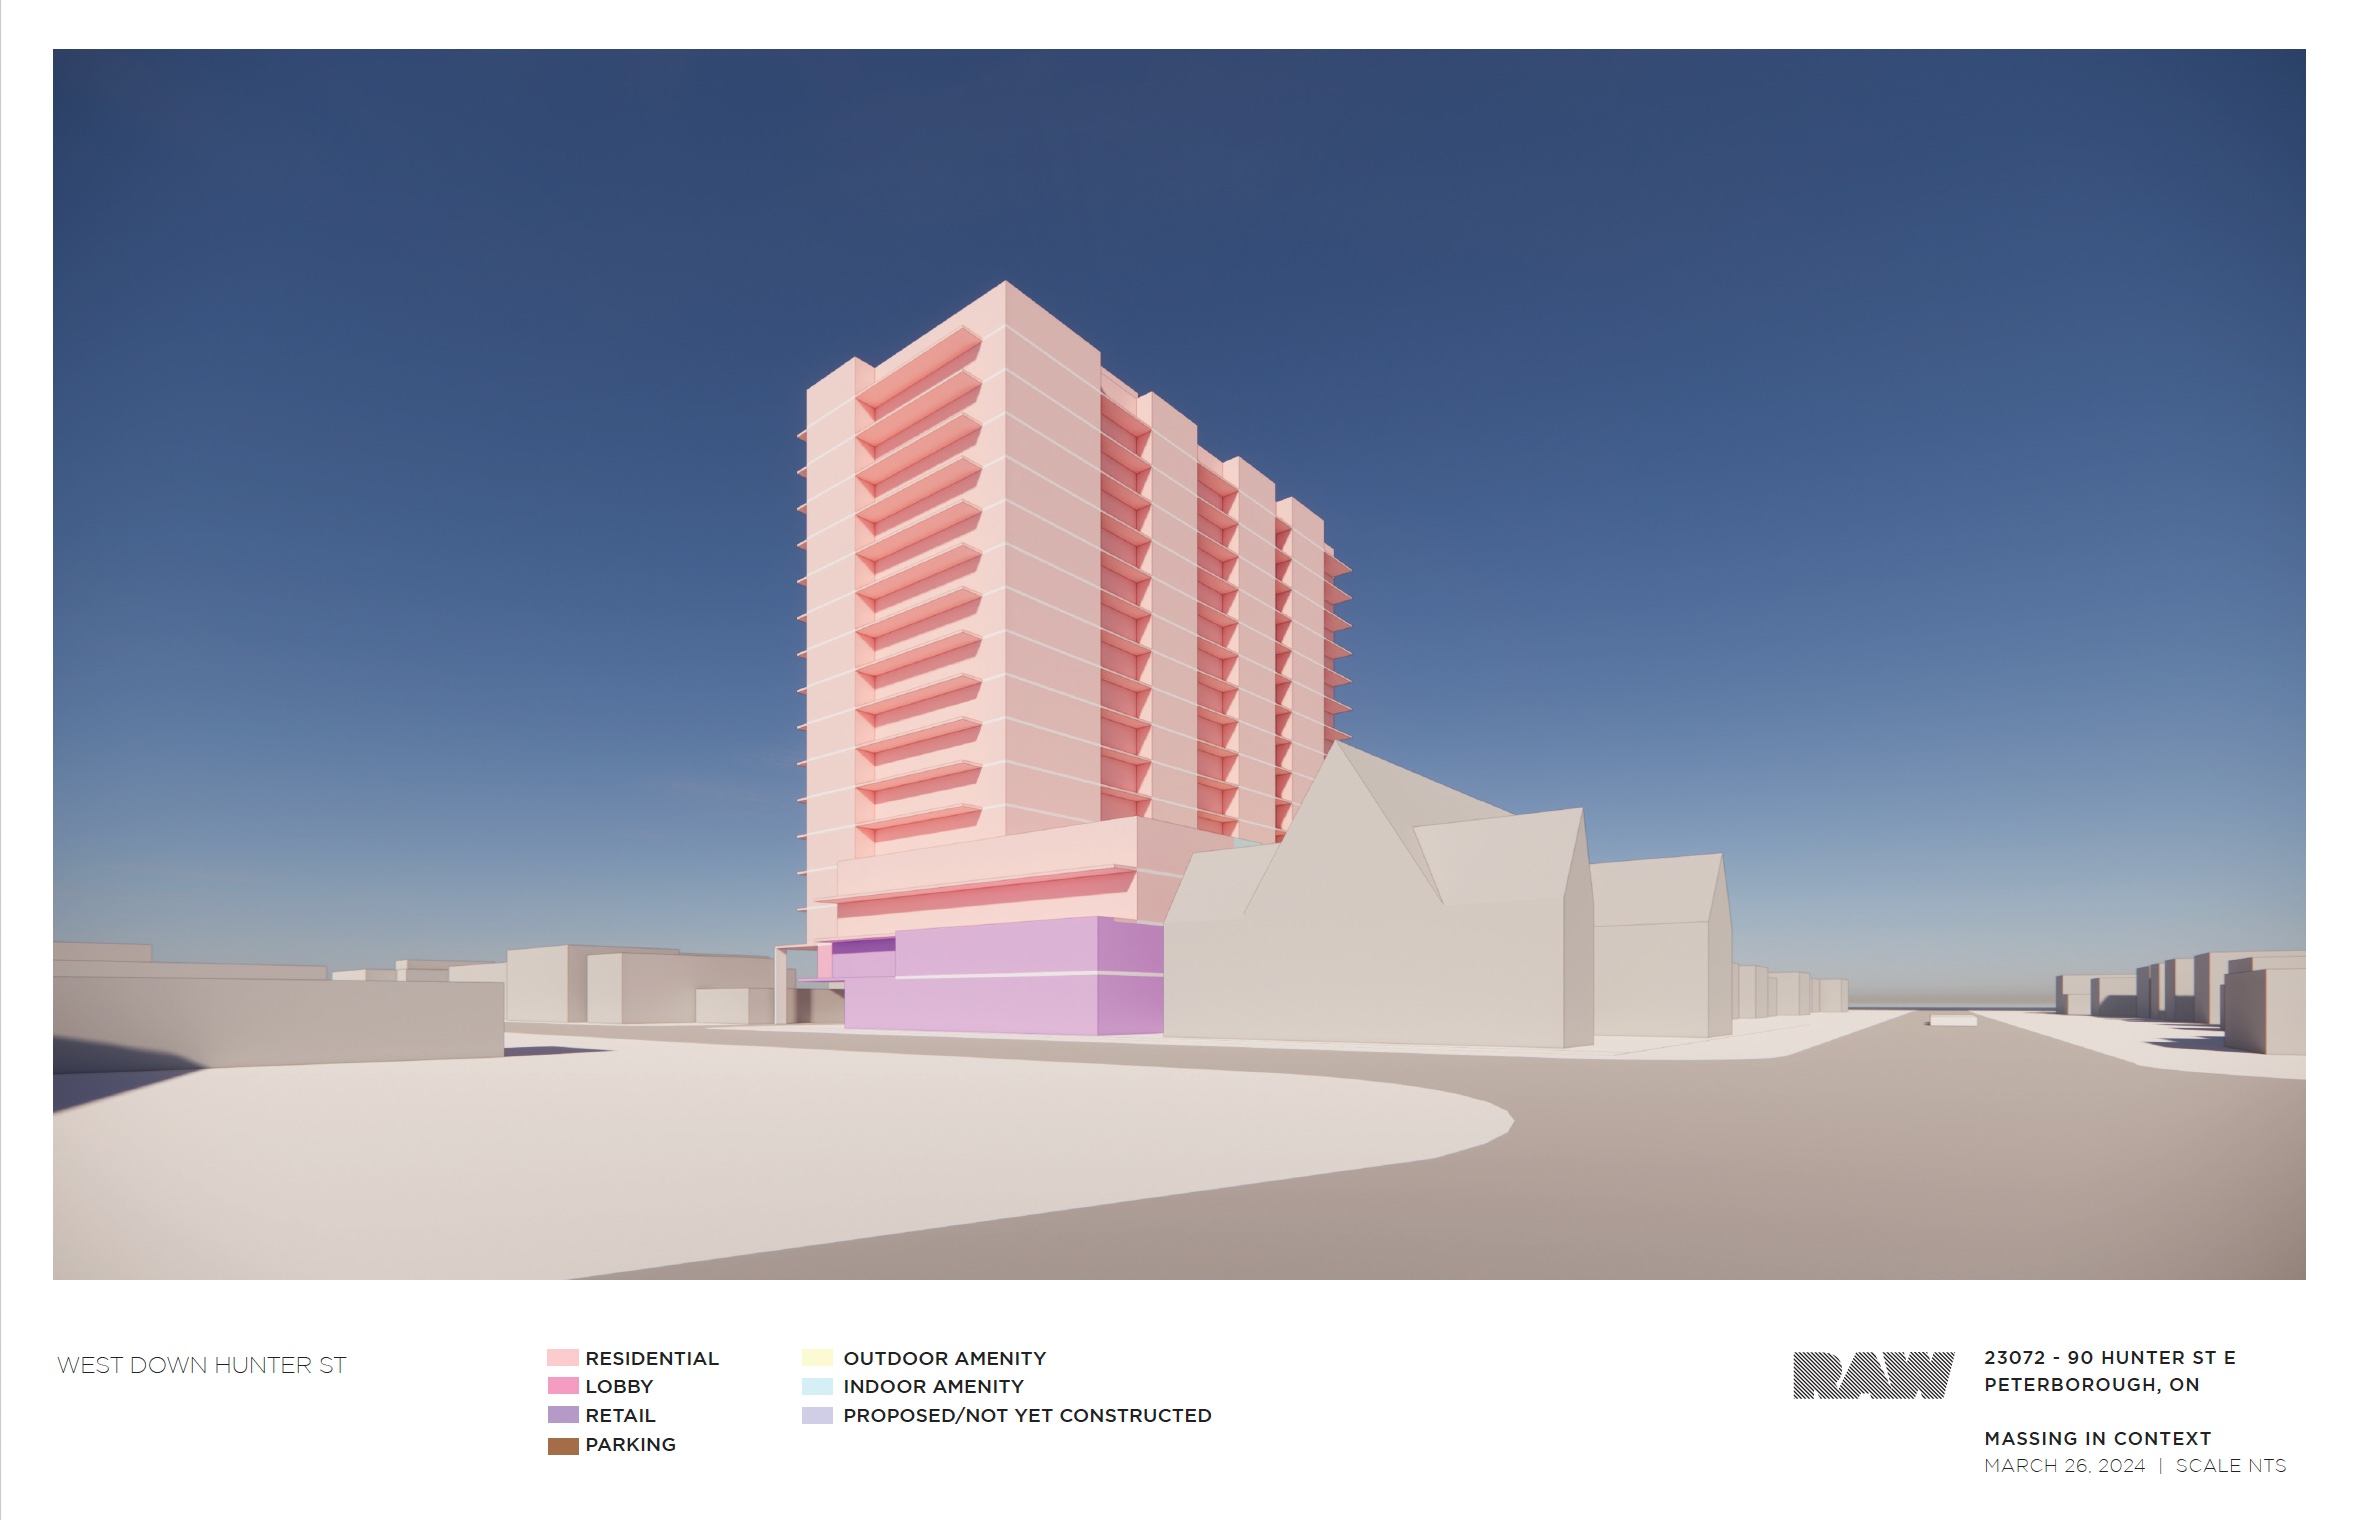 WEST DOWN HUNTER ST
RESIDENTIAL
LOBBY
RETAIL
PARKING
OUTDOOR AMENITY
INDOOR AMENITY
PROPOSED/NOT YET CONSTRUCTED
RAW
23072 - 90 HUNTER ST E
PETERBOROUGH, ON
MASSING IN CONTEXT
MARCH 26, 2024 | SCALE NTS